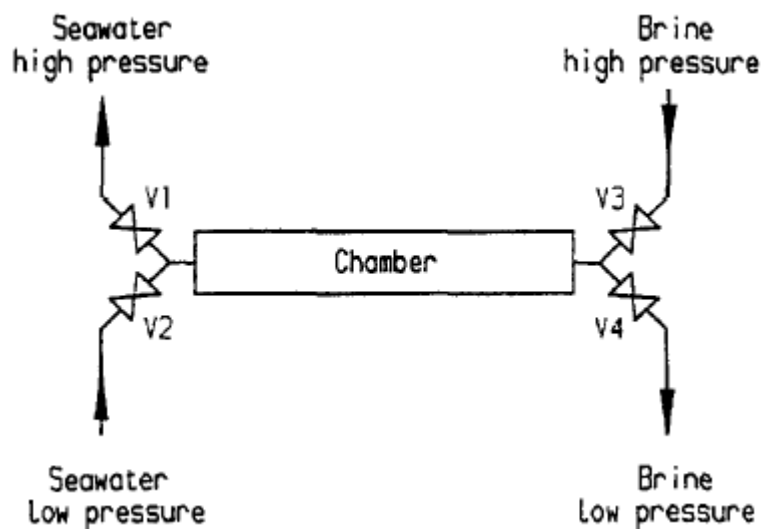 Seawater
high pressure
Brine
high pressure
V1
V3
Chamber
V2
V4
Seawater
low pressure
Brine
low pressure